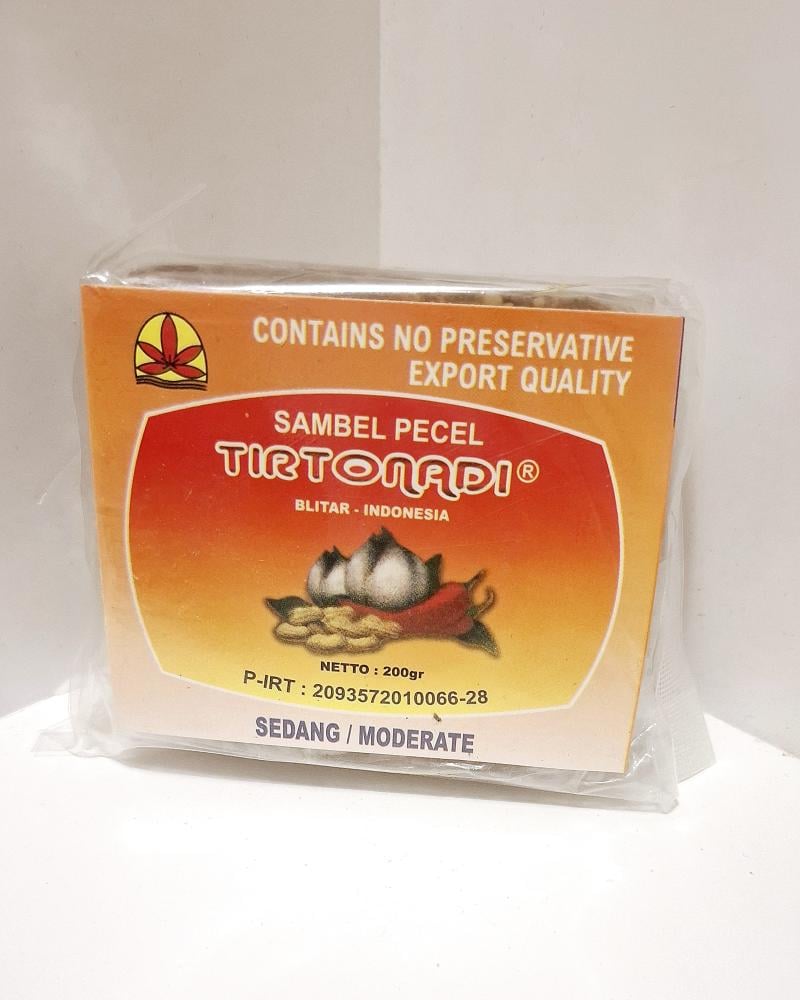 CONTAINS NO PRESERVATIVE
EXPORT QUALITY
SAMBEL PECEL
TIRTONADI®
BLITAR - INDONESIA
NETTO : 200gr
P-IRT : 2093572010066-28
SEDANG / MODERATE